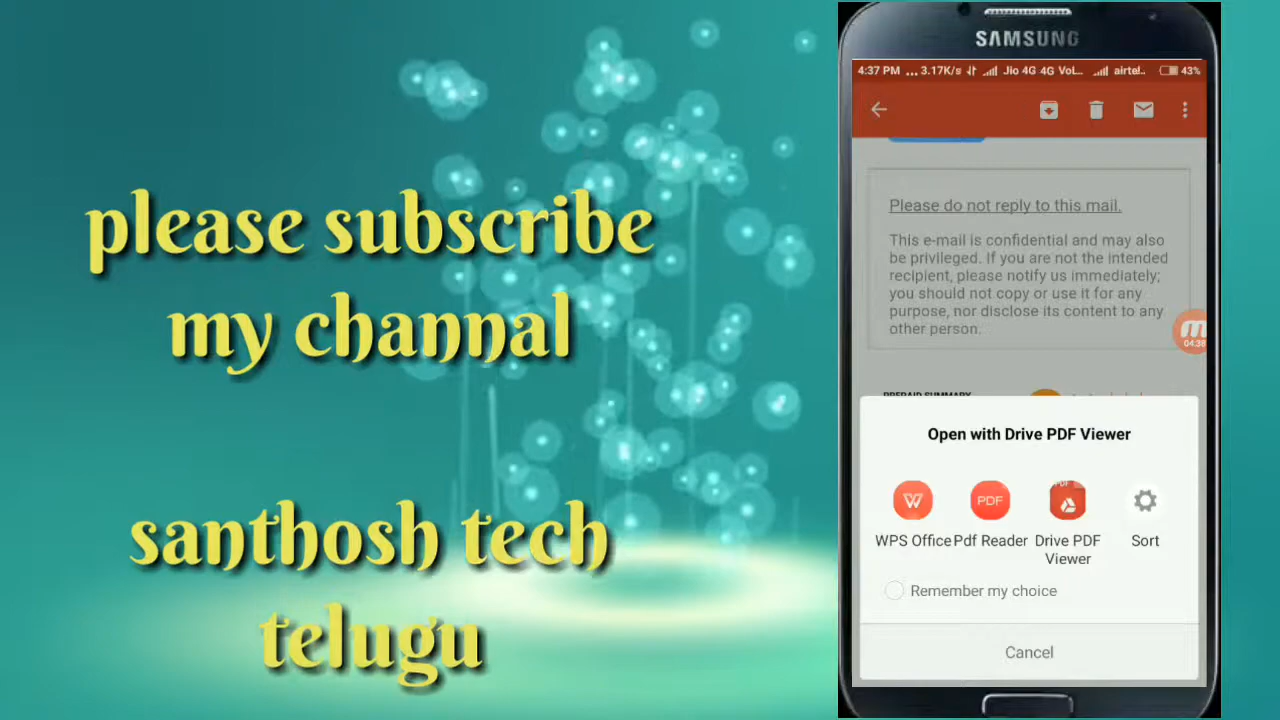 please subscribe
my channal
santhosh tech
telugu
SAMSUNG
4:37 PM ... 3.17K/s Jio 4G 4G VoL... airtel.. 43%
Please do not reply to this mail.
This e-mail is confidential and may also
be privileged. If you are not the intended
recipient, please notify us immediately;
you should not copy or use it for any
purpose, nor disclose its content to any
other person.
04:38
PREPAID SUMMARY
Open with Drive PDF Viewer
PDF
WPS Office Pdf Reader Drive PDF Sort
Viewer
Remember my choice
Cancel